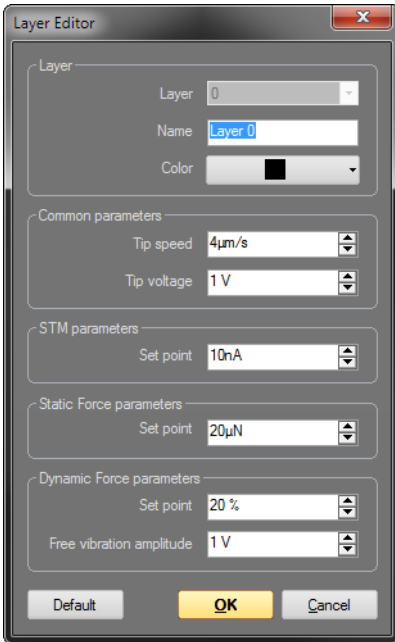 Layer Editor
Layer
Layer 0
Name Layer 0
Color
Common parameters
Tip speed 4µm/s
Tip voltage 1 V
STM parameters
Set point 10nA
Static Force parameters
Set point 20µN
Dynamic Force parameters
Set point 20 %
Free vibration amplitude 1 V
Default OK Cancel